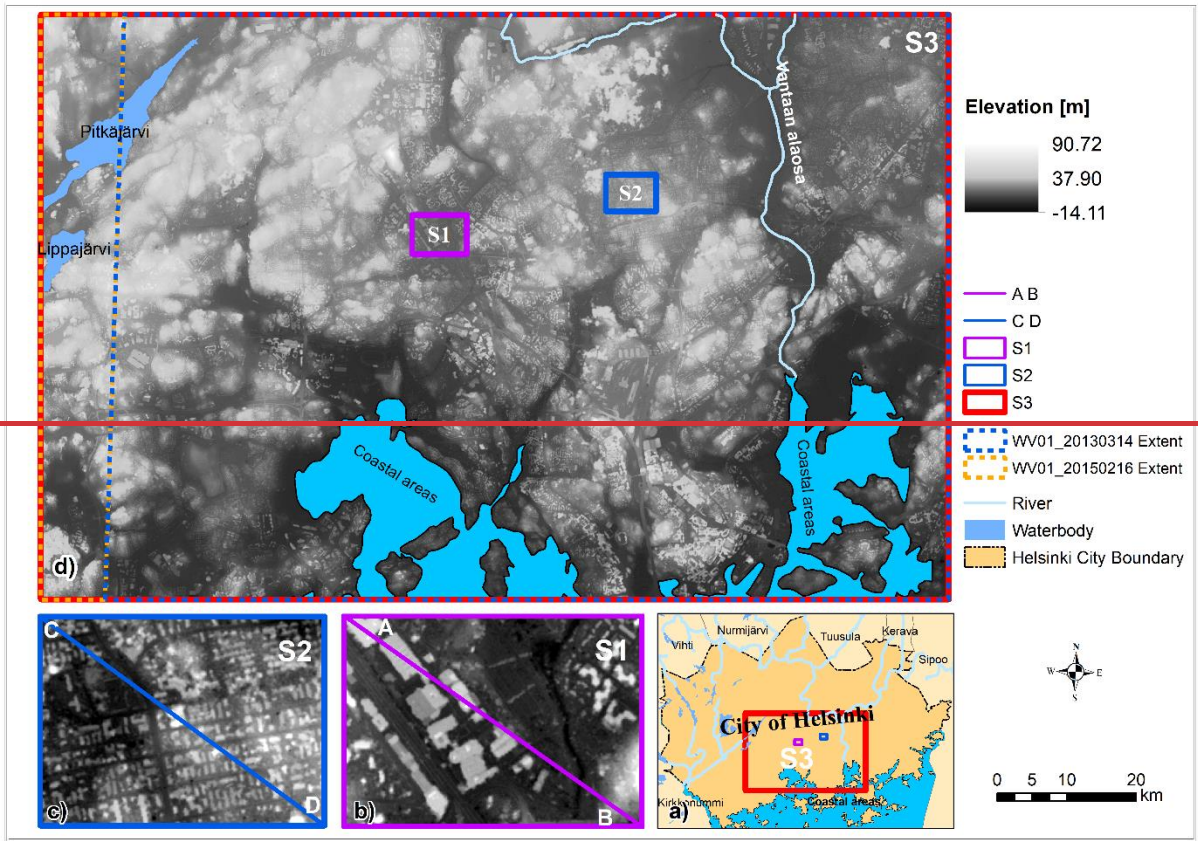 S3
Pitkäjärvi
Lippajärvi
Vantaan alaosa
S1
S2
Coastal areas
Coastal areas
d)
Elevation [m]
90.72
37.90
-14.11
A B
C D
S1
S2
S3
WV01_20130314 Extent
WV01_20150216 Extent
River
Waterbody
Helsinki City Boundary
C
S2
D
c)
A
S1
B
b)
Vihti
Nurmijärvi
Tuusula
Kerava
Sipoo
City of Helsinki
S3
Kirkkonummi
Coastal areas
a)
N
W E
S
0 5 10 20
km